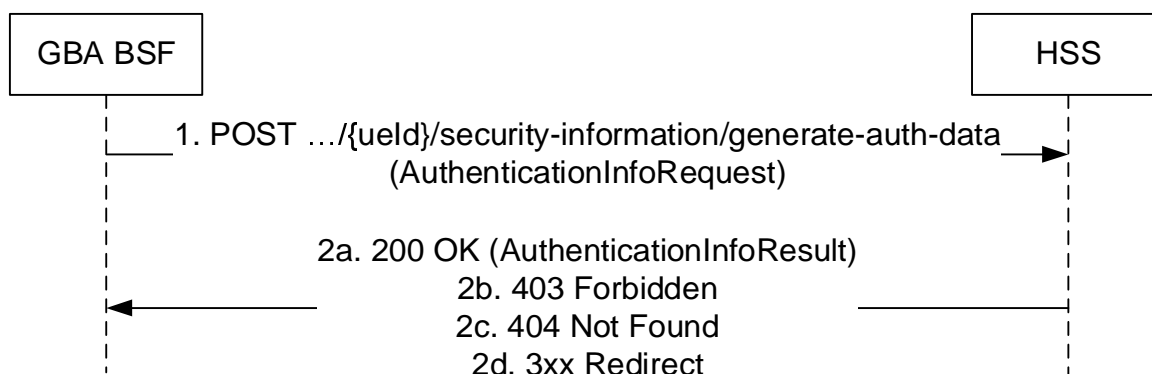 GBA BSF
HSS
1. POST …/{ueId}/security-information/generate-auth-data
(AuthenticationInfoRequest)
2a. 200 OK (AuthenticationInfoResult)
2b. 403 Forbidden
2c. 404 Not Found
2d. 3xx Redirect